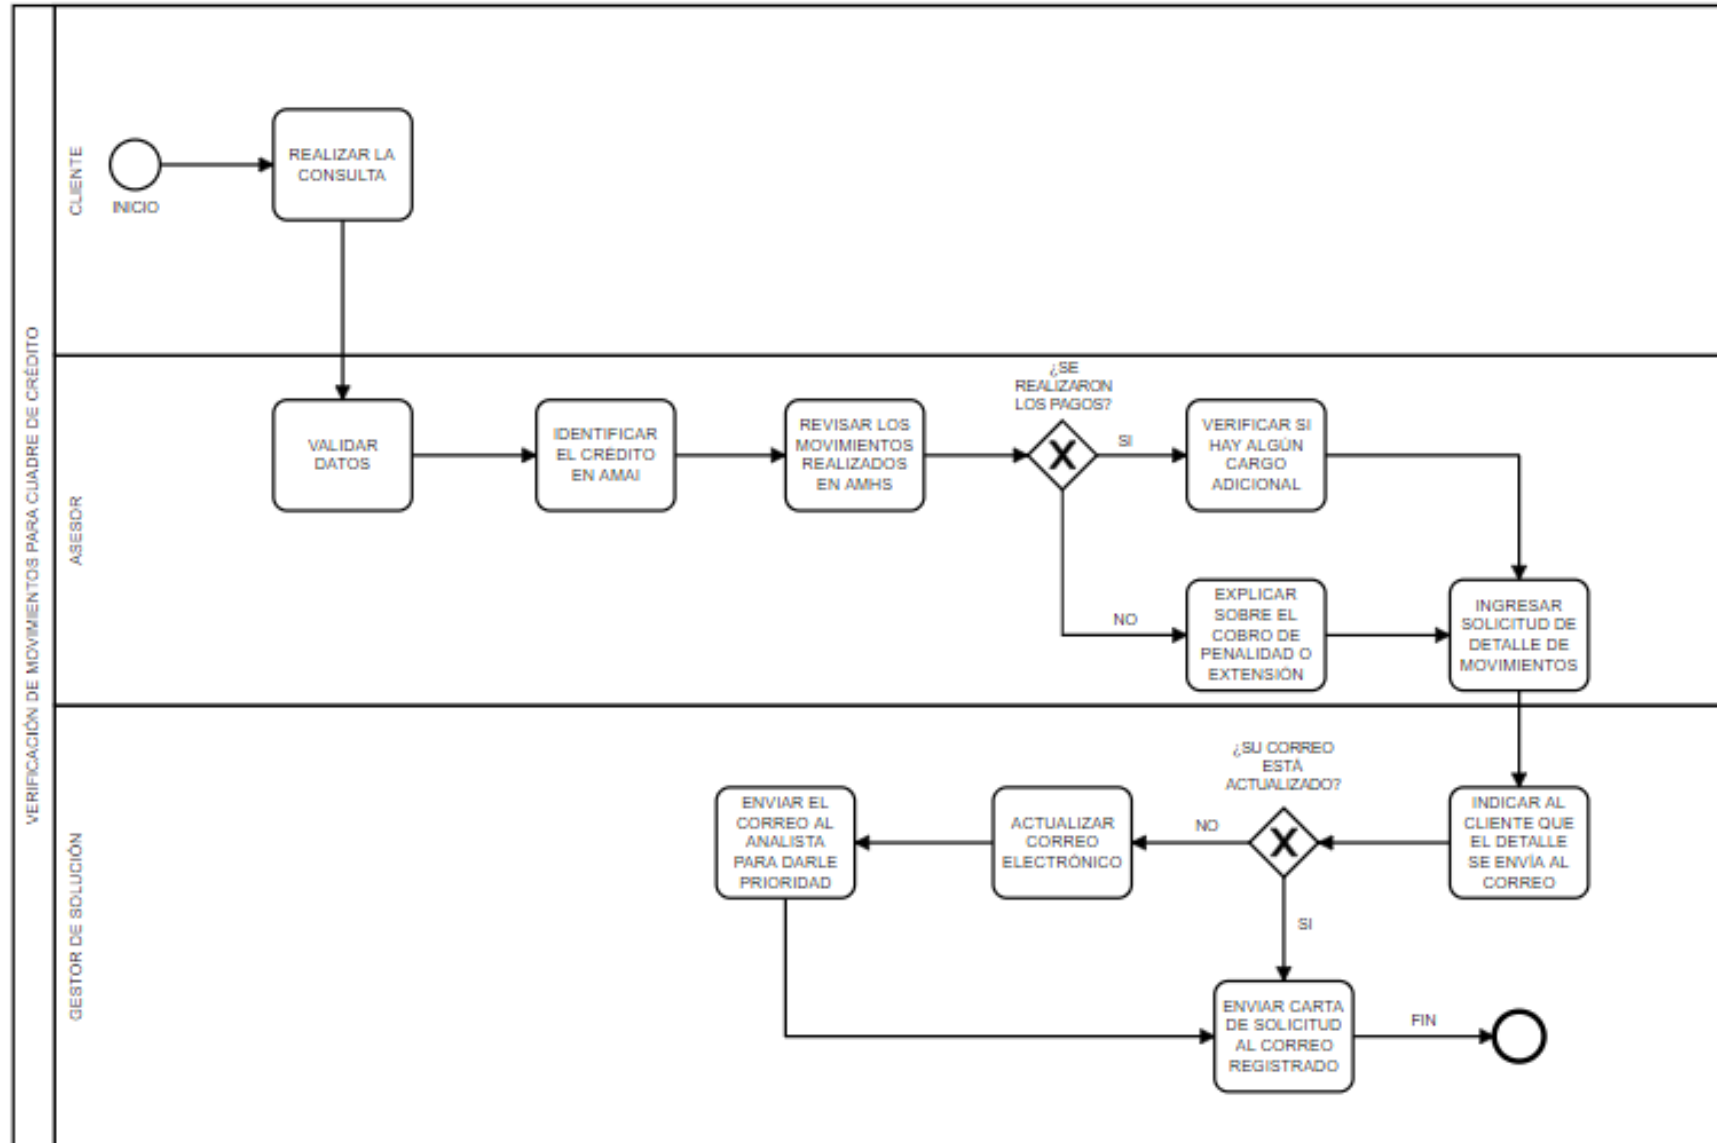 VERIFICACIÓN DE MOVIMIENTOS PARA CUADRE DE CRÉDITO
CLIENTE
INICIO
REALIZAR LA
CONSULTA
ASESOR
VALIDAR
DATOS
IDENTIFICAR
EL CRÉDITO
EN AMAI
REVISAR LOS
MOVIMIENTOS
REALIZADOS
EN AMHS
¿SE
REALIZARON
LOS PAGOS?
SI
VERIFICAR SI
HAY ALGÚN
CARGO
ADICIONAL
NO
EXPLICAR
SOBRE EL
COBRO DE
PENALIDAD O
EXTENSIÓN
INGRESAR
SOLICITUD DE
DETALLE DE
MOVIMIENTOS
GESTOR DE SOLUCIÓN
INDICAR AL
CLIENTE QUE
EL DETALLE
SE ENVÍA AL
CORREO
¿SU CORREO
ESTÁ
ACTUALIZADO?
NO
ACTUALIZAR
CORREO
ELECTRÓNICO
ENVIAR EL
CORREO AL
ANALISTA
PARA DARLE
PRIORIDAD
SI
ENVIAR CARTA
DE SOLICITUD
AL CORREO
REGISTRADO
FIN